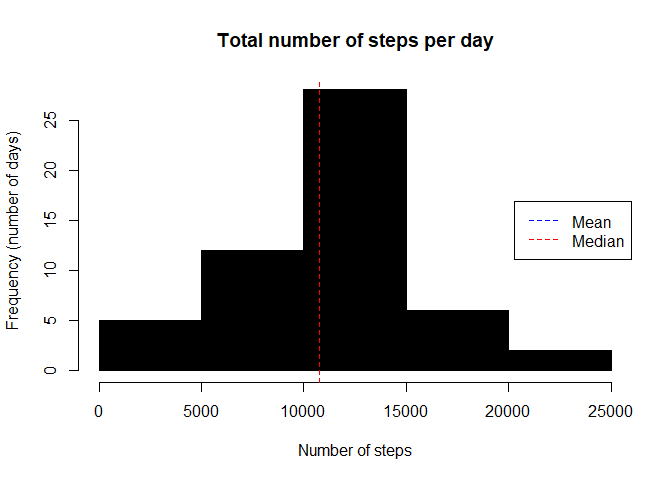 Total number of steps per day
Frequency (number of days)
25
20
15
10
5
0
Mean
Median
0 5000 10000 15000 20000 25000
Number of steps